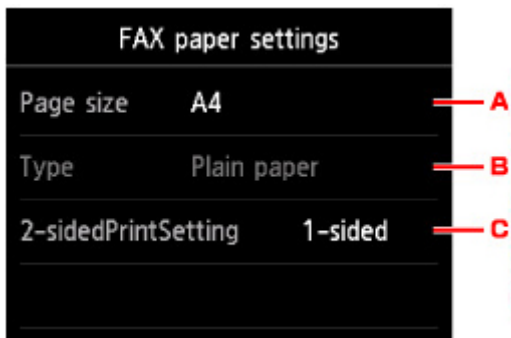 FAX paper settings
Page size A4 A
Type Plain paper B
2-sidedPrintSetting 1-sided C